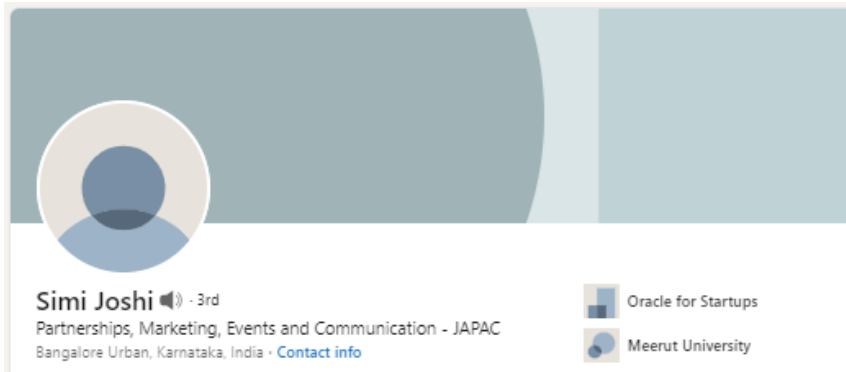 Simi Joshi · 3rd
Partnerships, Marketing, Events and Communication - JAPAC
Bangalore Urban, Karnataka, India · Contact info
Oracle for Startups
Meerut University